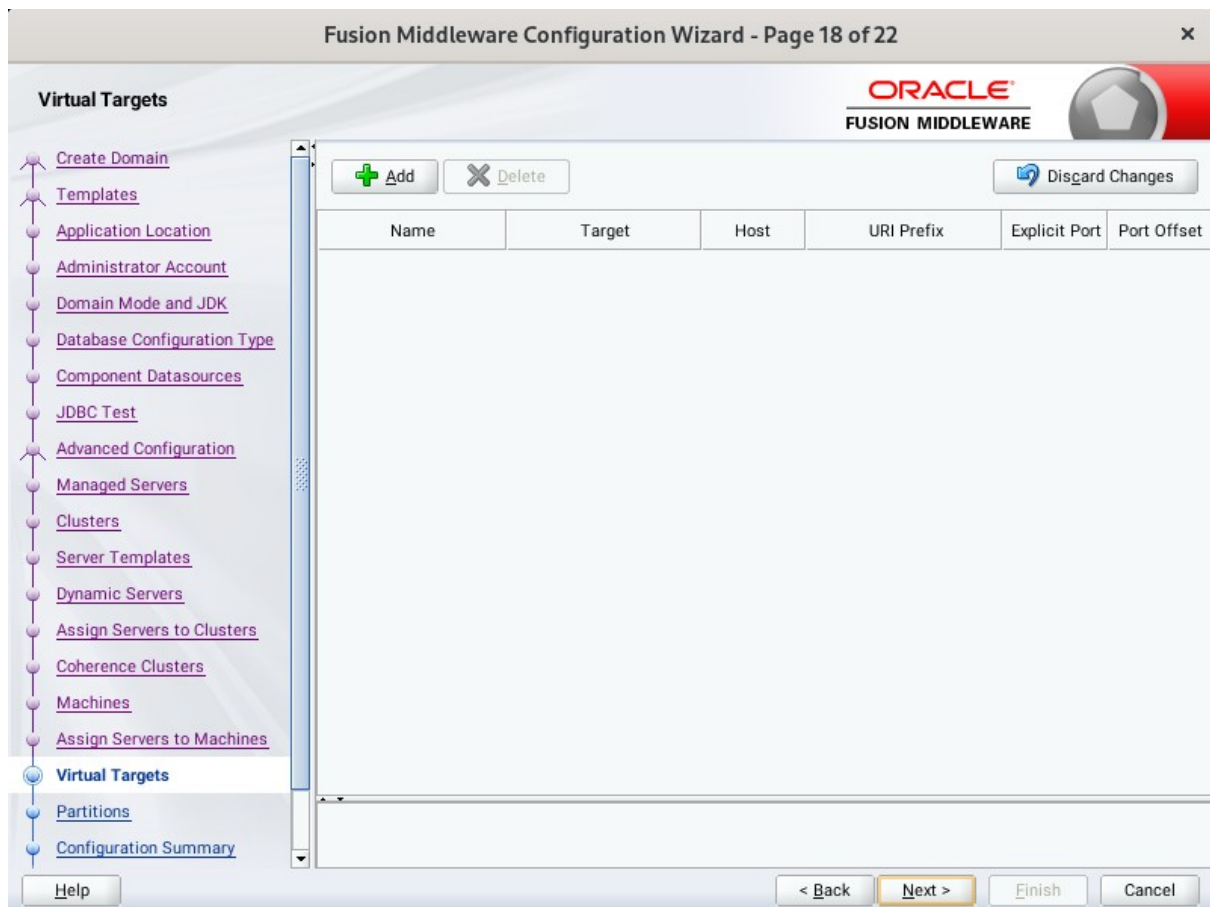 Fusion Middleware Configuration Wizard - Page 18 of 22
Virtual Targets
ORACLE
FUSION MIDDLEWARE
Create Domain
Templates
Application Location
Administrator Account
Domain Mode and JDK
Database Configuration Type
Component Datasources
JDBC Test
Advanced Configuration
Managed Servers
Clusters
Server Templates
Dynamic Servers
Assign Servers to Clusters
Coherence Clusters
Machines
Assign Servers to Machines
Virtual Targets
Partitions
Configuration Summary
Add Delete Discard Changes
Name Target Host URI Prefix Explicit Port Port Offset
Help < Back Next > Finish Cancel